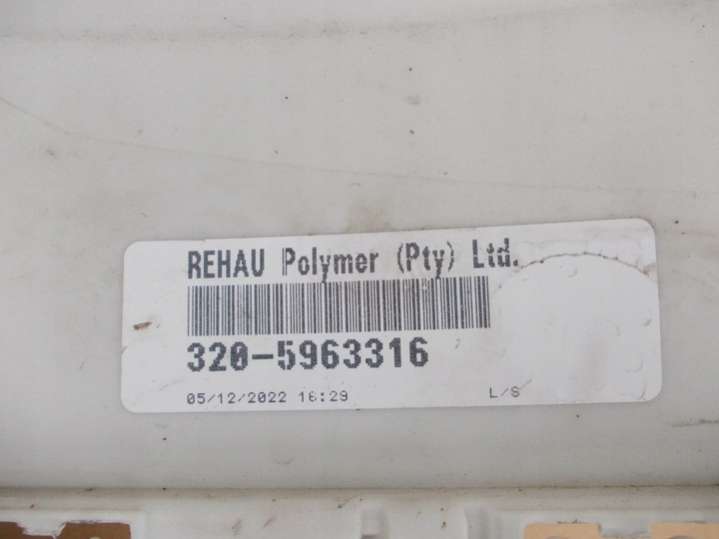 REHAU Polymer (Pty) Ltd.
320-5963316
05/12/2022 16:29 L/S